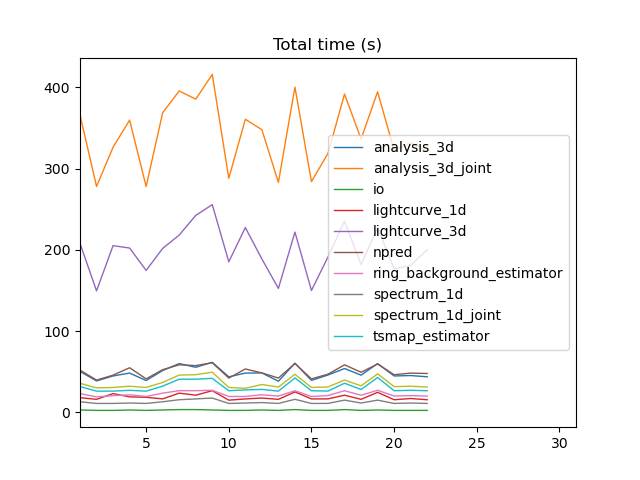 Total time (s)
400
300
200
100
0
analysis_3d
analysis_3d_joint
io
lightcurve_1d
lightcurve_3d
npred
ring_background_estimator
spectrum_1d
spectrum_1d_joint
tsmap_estimator
5 10 15 20 25 30